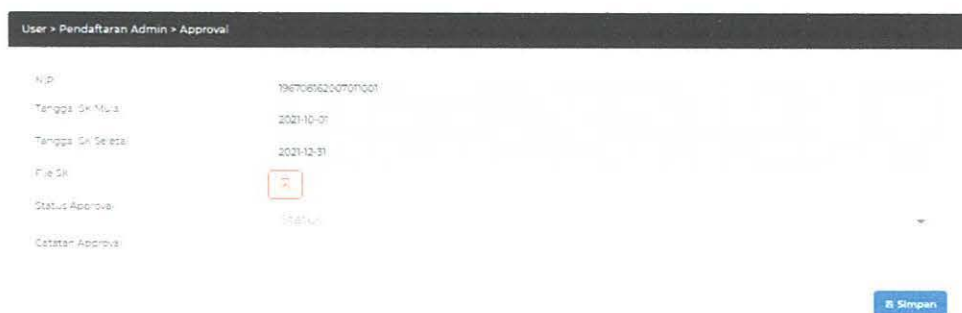 User > Pendaftaran Admin > Approval
NIP
196708162007011001
Tanggal SK Mulai
2021-10-01
Tanggal SK Selesai
2021-12-31
File SK
Status Approval
Status
Catatan Approval
Simpan